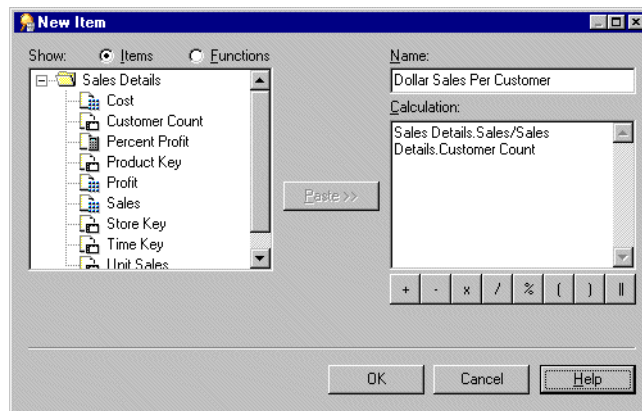 New Item
Show:
Items
Functions
Sales Details
Cost
Customer Count
Percent Profit
Product Key
Profit
Sales
Store Key
Time Key
Unit Sales
Paste >>
Name:
Dollar Sales Per Customer
Calculation:
Sales Details.Sales/Sales
Details.Customer Count
+ - x / % ( ) ||
OK Cancel Help